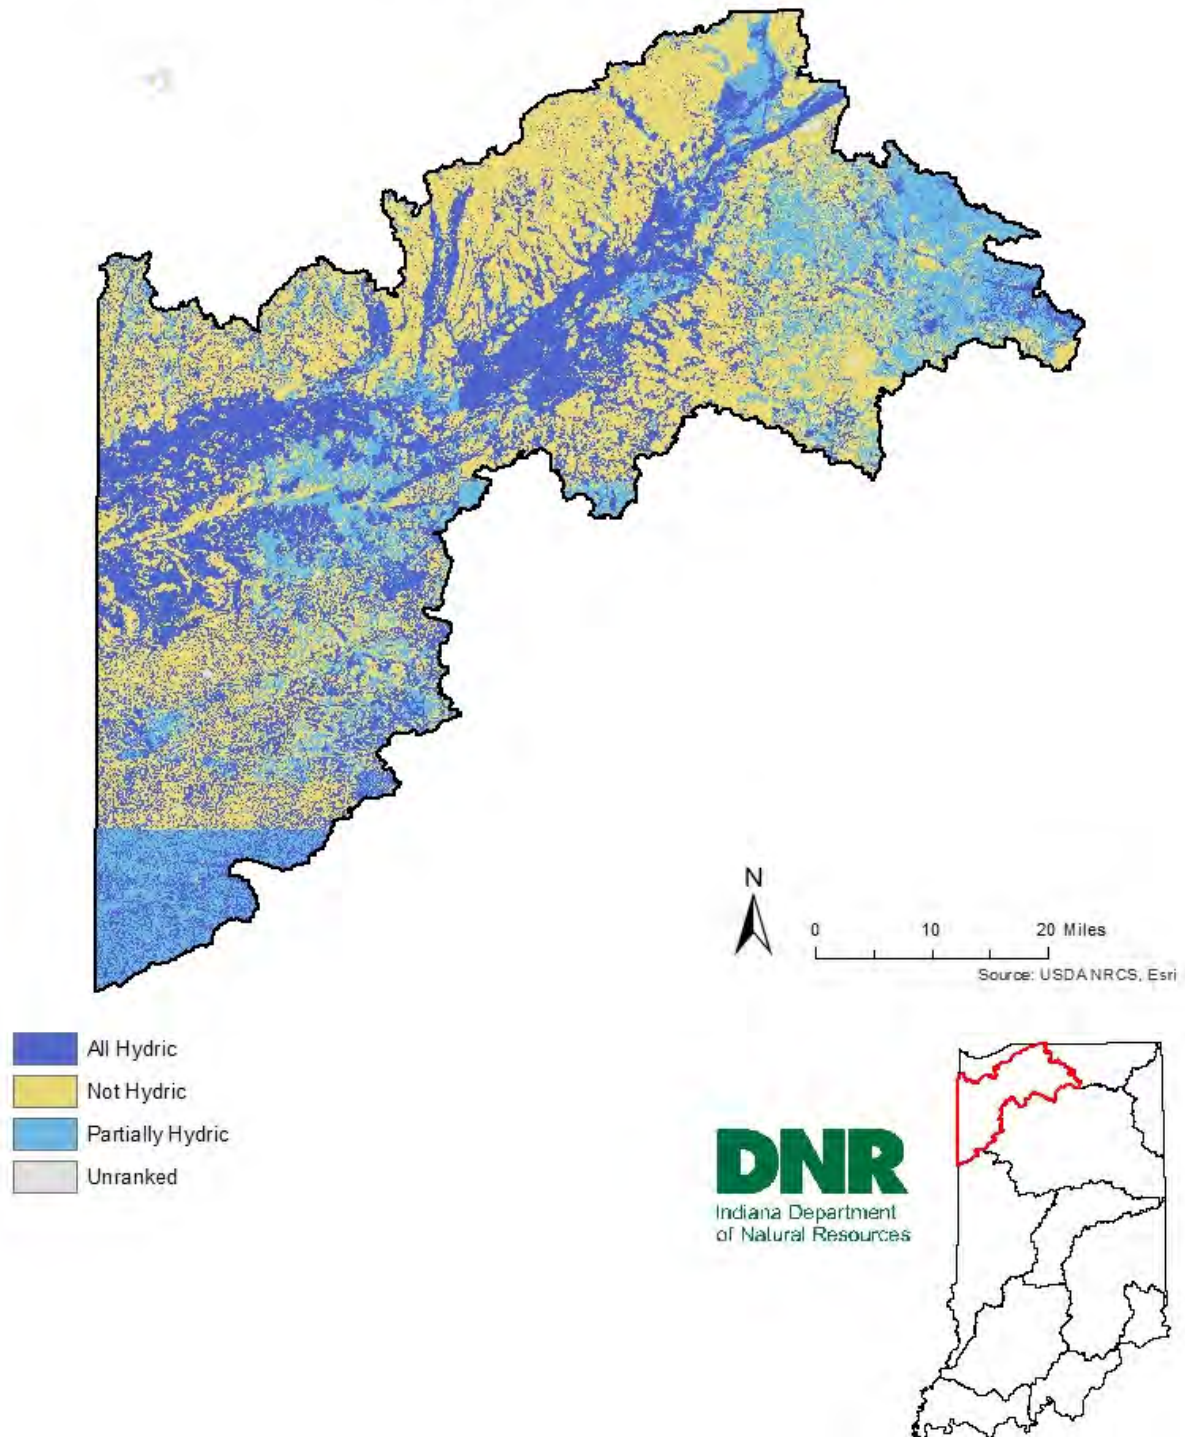 N
0 10 20 Miles
Source: USDA NRCS, Esri
All Hydric
Not Hydric
Partially Hydric
Unranked
DNR
Indiana Department
of Natural Resources